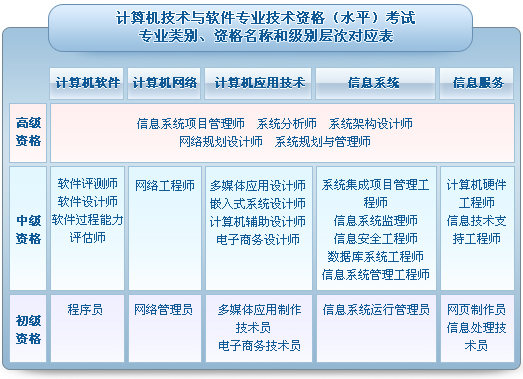 计算机技术与软件专业技术资格（水平）考试
专业类别、资格名称和级别层次对应表
计算机软件 计算机网络 计算机应用技术 信息系统 信息服务
高级
资格
信息系统项目管理师 系统分析师 系统架构设计师
网络规划设计师 系统规划与管理师
中级
资格
软件评测师
软件设计师
软件过程能力
评估师
网络工程师
多媒体应用设计师
嵌入式系统设计师
计算机辅助设计师
电子商务设计师
系统集成项目管理工
程师
信息系统监理师
信息安全工程师
数据库系统工程师
信息系统管理工程师
计算机硬件
工程师
信息技术支
持工程师
初级
资格
程序员
网络管理员
多媒体应用制作
技术员
电子商务技术员
信息系统运行管理员
网页制作员
信息处理技
术员